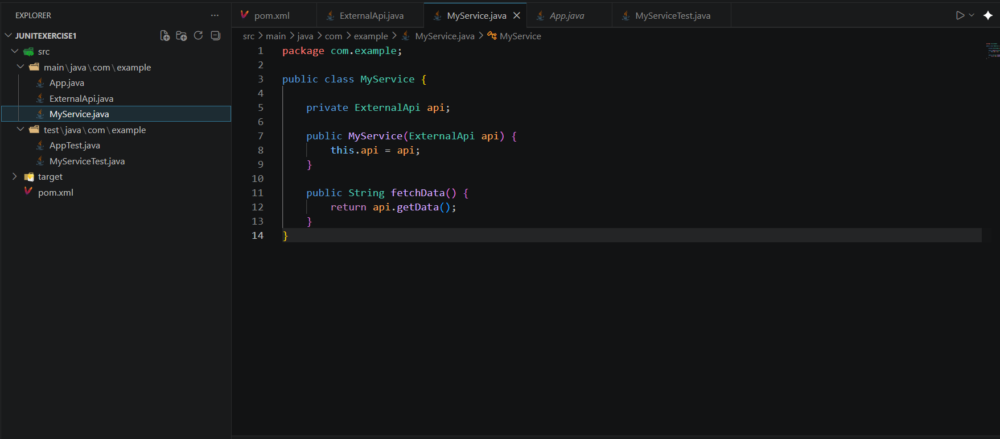 EXPLORER
JUNITEXERCISE1
src
main\java\com\example
App.java
ExternalApi.java
MyService.java
test\java\com\example
AppTest.java
MyServiceTest.java
target
pom.xml
pom.xml ExternalApi.java MyService.java App.java MyServiceTest.java
src > main > java > com > example > MyService.java > MyService
1 package com.example;
2
3 public class MyService {
4
5     private ExternalApi api;
6
7     public MyService(ExternalApi api) {
8         this.api = api;
9     }
10
11     public String fetchData() {
12         return api.getData();
13     }
14 }